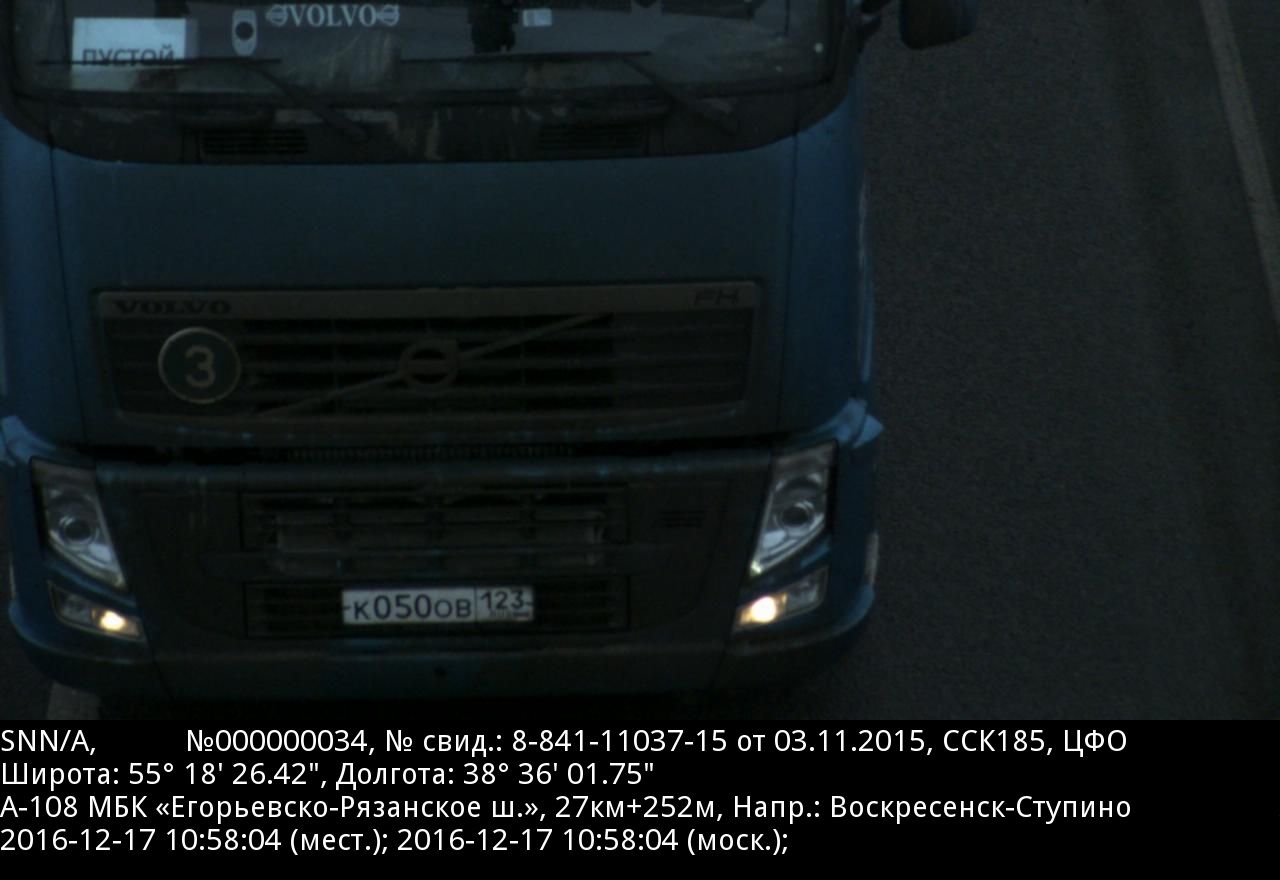 VOLVO
ПУСТОЙ
VOLVO
FH
3
К050ОВ 123
RUS
SNN/A, №000000034, № свид.: 8-841-11037-15 от 03.11.2015, ССК185, ЦФО
Широта: 55° 18' 26.42", Долгота: 38° 36' 01.75"
А-108 МБК «Егорьевско-Рязанское ш.», 27км+252м, Напр.: Воскресенск-Ступино
2016-12-17 10:58:04 (мест.); 2016-12-17 10:58:04 (моск.);